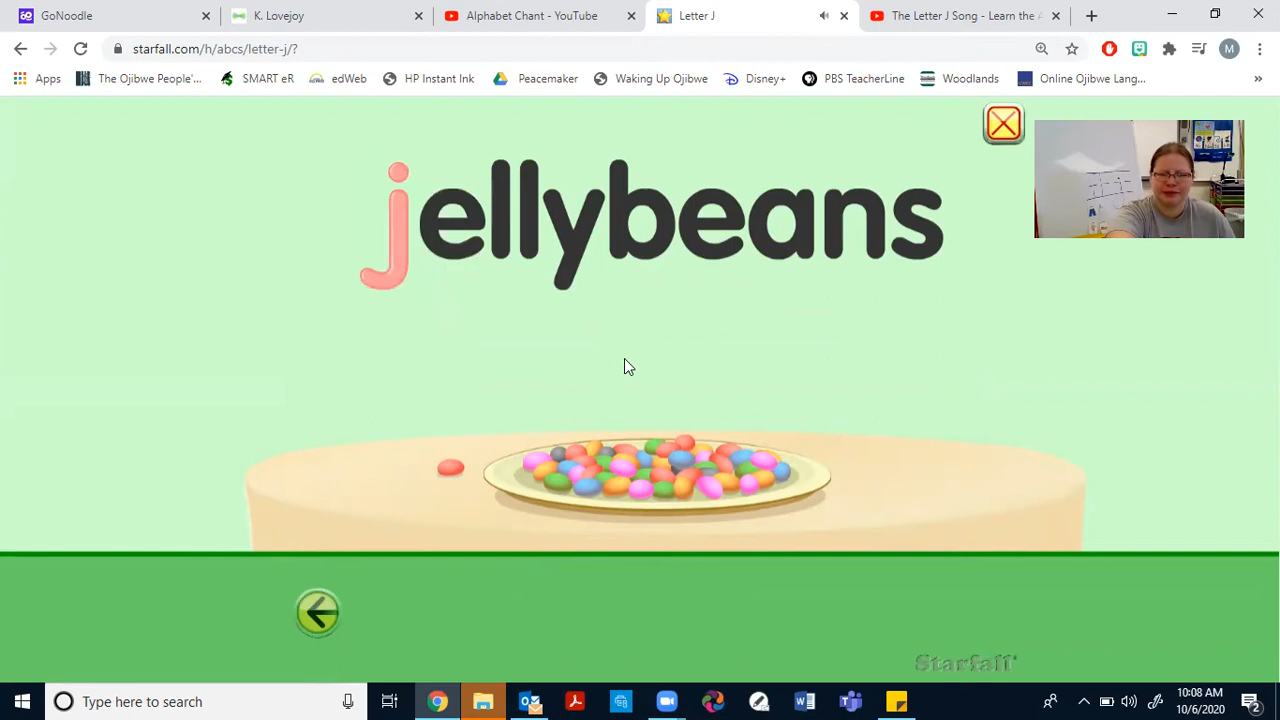 GoNoodle
K. Lovejoy
Alphabet Chant - YouTube
Letter J
The Letter J Song - Learn the A
starfall.com/h/abcs/letter-j/?
Apps
The Ojibwe People'...
SMART eR
edWeb
HP Instant Ink
Peacemaker
Waking Up Ojibwe
Disney+
PBS TeacherLine
Woodlands
Online Ojibwe Lang...
M
jellybeans
Starfall
Type here to search
10:08 AM
10/6/2020
2